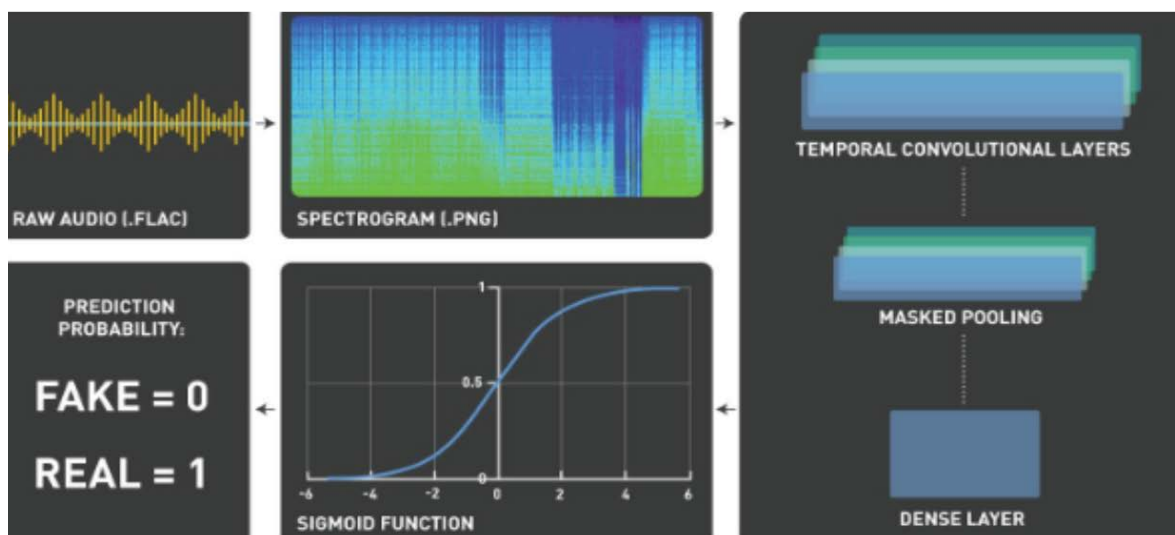 RAW AUDIO (.FLAC)
SPECTROGRAM (.PNG)
TEMPORAL CONVOLUTIONAL LAYERS
MASKED POOLING
DENSE LAYER
1
0.5
0
-6 -4 -2 0 2 4 6
SIGMOID FUNCTION
PREDICTION
PROBABILITY:
FAKE = 0
REAL = 1